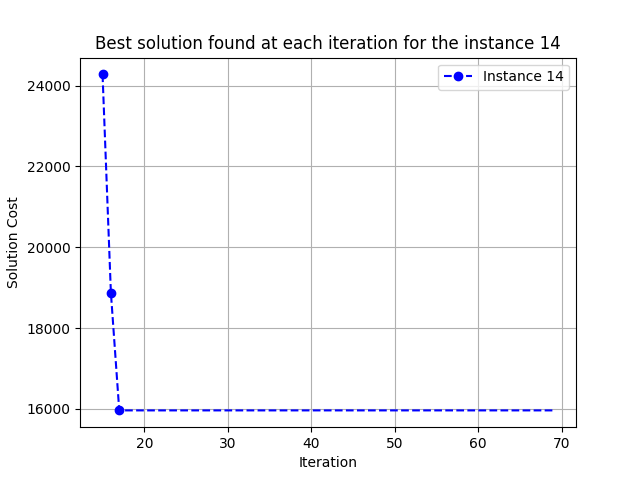 Best solution found at each iteration for the instance 14
Instance 14
24000
22000
20000
18000
16000
Solution Cost
20 30 40 50 60 70
Iteration